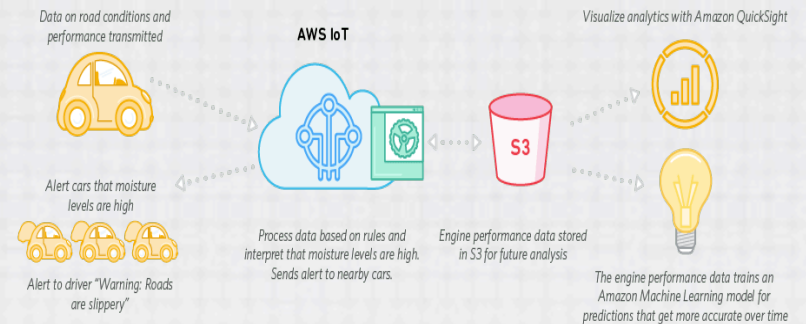 Data on road conditions and
performance transmitted
AWS IoT
Visualize analytics with Amazon QuickSight
S3
Alert cars that moisture
levels are high
Process data based on rules and
interpret that moisture levels are high.
Sends alert to nearby cars.
Engine performance data stored
in S3 for future analysis
Alert to driver “Warning: Roads
are slippery”
The engine performance data trains an
Amazon Machine Learning model for
predictions that get more accurate over time